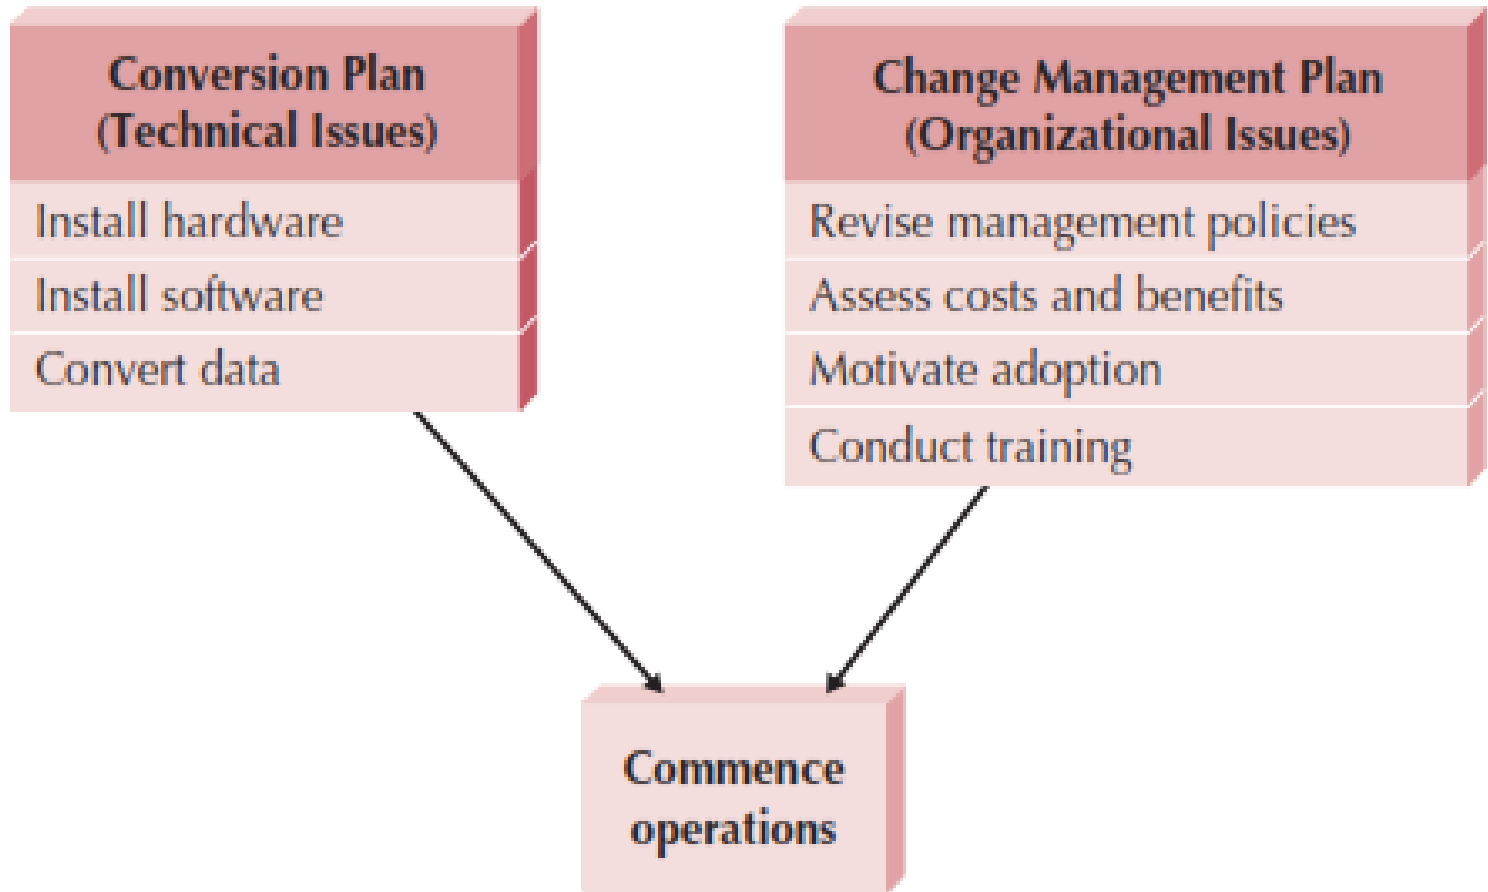 Conversion Plan
(Technical Issues)
Install hardware
Install software
Convert data
Change Management Plan
(Organizational Issues)
Revise management policies
Assess costs and benefits
Motivate adoption
Conduct training
Commence
operations